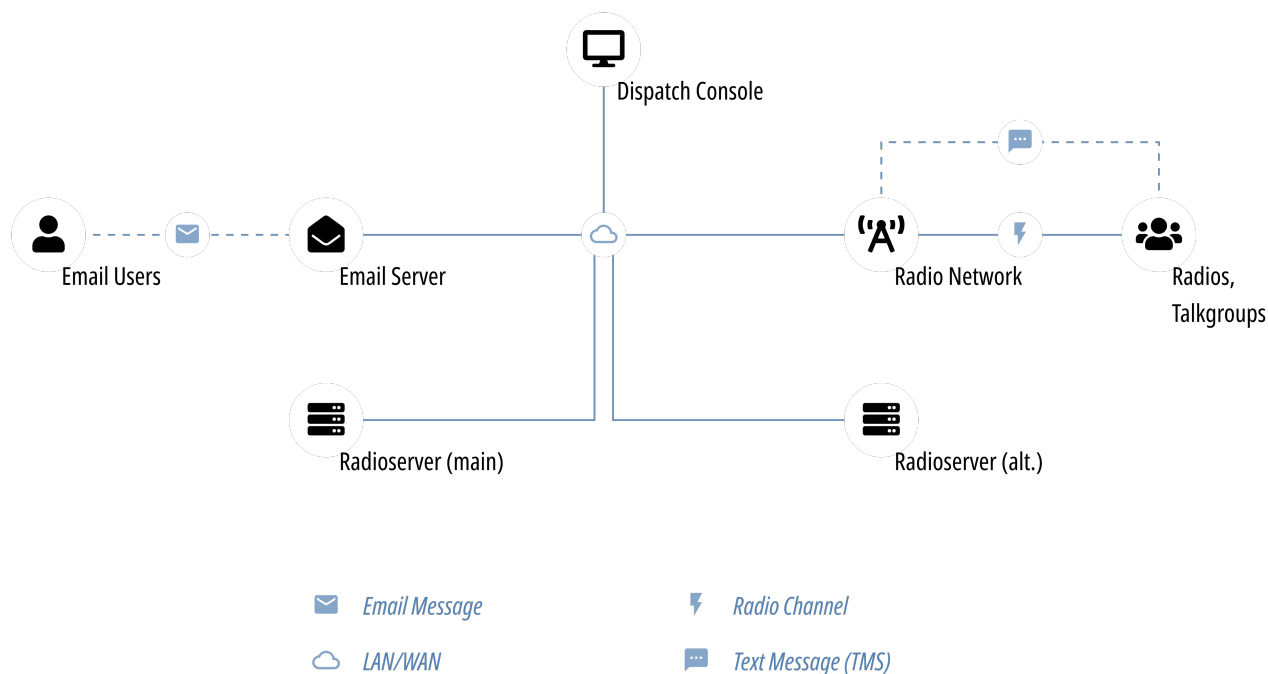 Dispatch Console
Email Users
Email Server
Radio Network
Radios,
Talkgroups
Radioserver (main)
Radioserver (alt.)
Email Message
Radio Channel
LAN/WAN
Text Message (TMS)